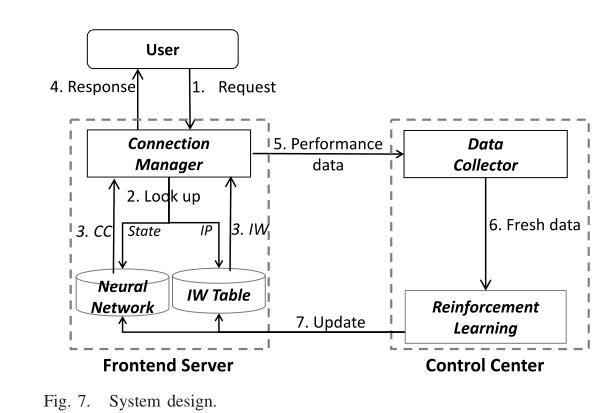 User
4. Response
1. Request
Connection
Manager
5. Performance
data
Data
Collector
2. Look up
3. CC
State
IP
3. IW
6. Fresh data
Neural
Network
IW Table
Reinforcement
Learning
7. Update
Frontend Server
Control Center
Fig. 7. System design.